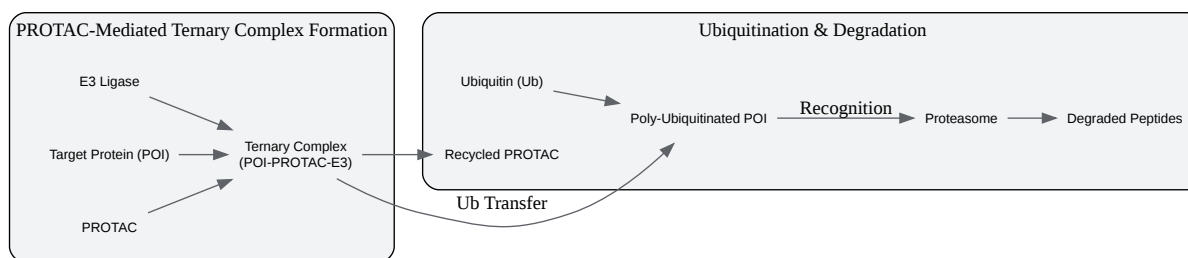 PROTAC-Mediated Ternary Complex Formation
E3 Ligase
Target Protein (POI)
PROTAC
Ternary Complex
(POI-PROTAC-E3)
Ubiquitination & Degradation
Ubiquitin (Ub)
Recycled PROTAC
Poly-Ubiquitinated POI
Recognition
Proteasome
Degraded Peptides
Ub Transfer